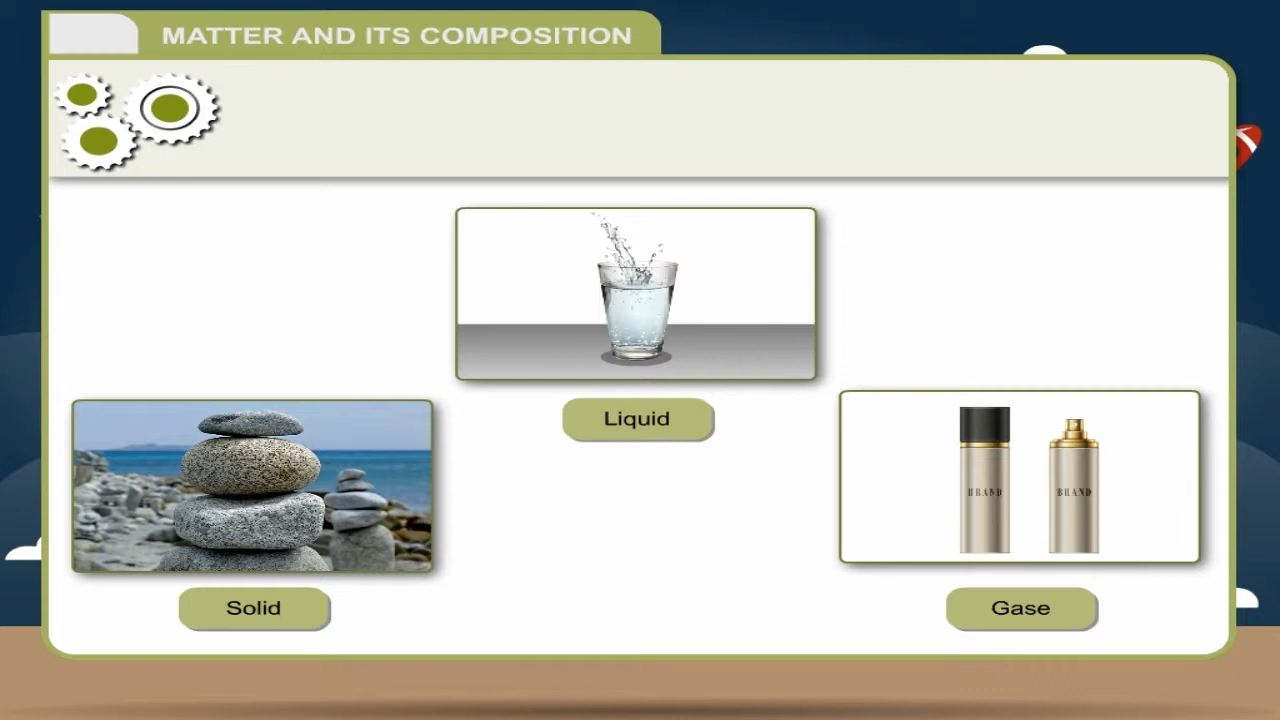 MATTER AND ITS COMPOSITION
Liquid
BRAND
BRAND
Solid
Gase